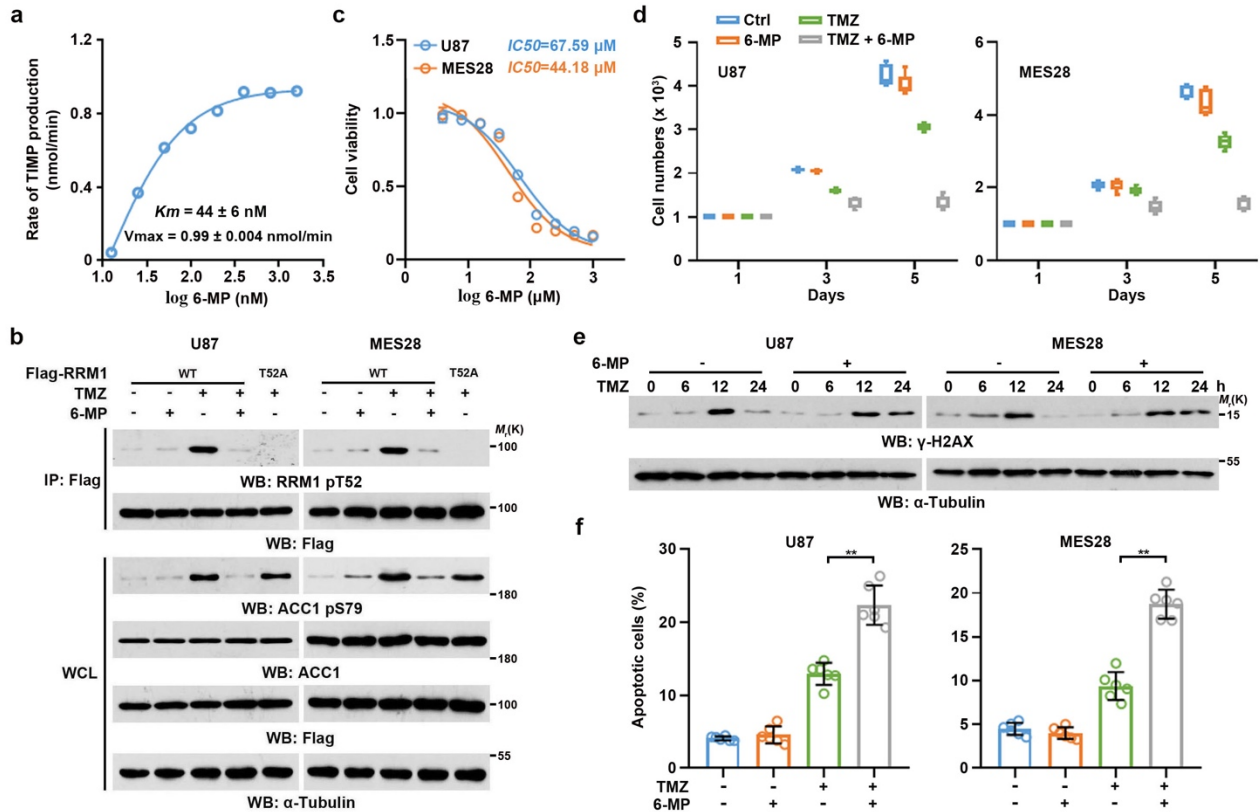 a
Rate of TIMP production
(nmol/min)
1.2
0.8
0.4
0
Km = 44 ± 6 nM
Vmax = 0.99 ± 0.004 nmol/min
1.0 1.5 2.0 2.5 3.0 3.5
log 6-MP (nM)
c
Cell viability
1.5
1.0
0.5
0
U87 IC50=67.59 μM
MES28 IC50=44.18 μM
0 1 2 3
log 6-MP (μM)
d
Ctrl TMZ
6-MP TMZ + 6-MP
Cell numbers (x 10³)
U87
5
4
3
2
1
0
1 3 5
Days
MES28
6
4
2
0
1 3 5
Days
b
U87 MES28
Flag-RRM1 WT T52A WT T52A
TMZ - - + + + - - + + +
6-MP - + - + - + - +
Mr(K)
IP: Flag
100
WB: RRM1 pT52
100
WB: Flag
WCL
180
WB: ACC1 pS79
180
WB: ACC1
100
WB: Flag
55
WB: α-Tubulin
e
U87 MES28
6-MP - + - +
TMZ 0 6 12 24 0 6 12 24 0 6 12 24 0 6 12 24 h
Mr(K)
15
WB: γ-H2AX
55
WB: α-Tubulin
f
Apoptotic cells (%)
U87
30
20
10
0
**
MES28
25
20
15
10
5
0
**
TMZ - - + + - - + +
6-MP - + - + - + - +